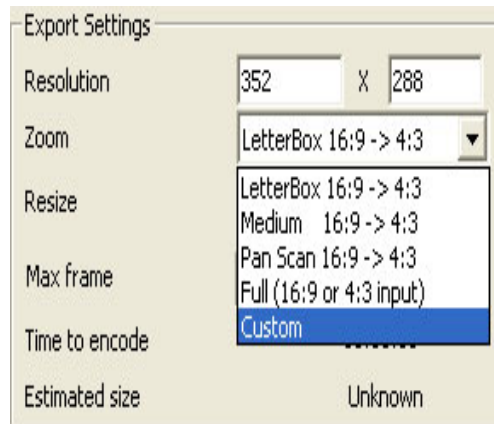 Export Settings
Resolution 352 X 288
Zoom LetterBox 16:9 -> 4:3
Resize LetterBox 16:9 -> 4:3
Medium 16:9 -> 4:3
Pan Scan 16:9 -> 4:3
Max frame Full (16:9 or 4:3 input)
Custom
Time to encode
Estimated size Unknown